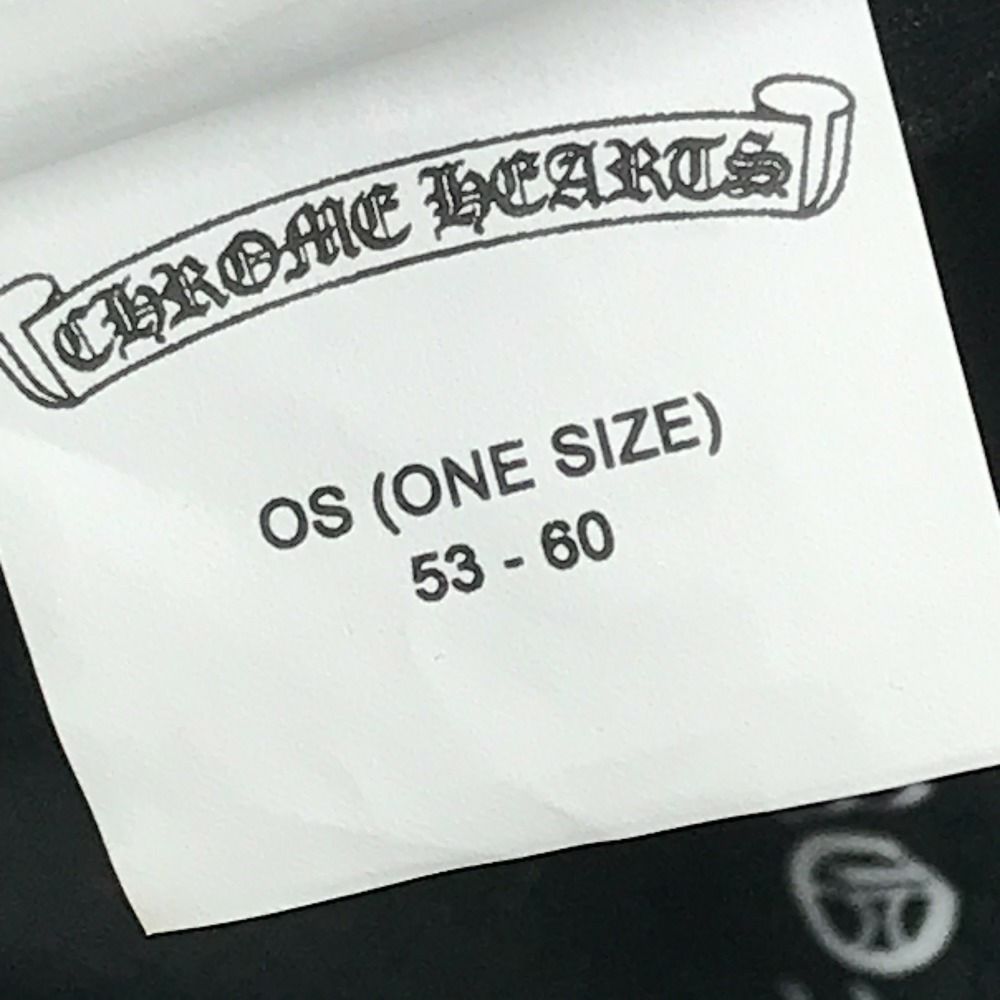 CHROME HEARTS
OS (ONE SIZE)
53 - 60